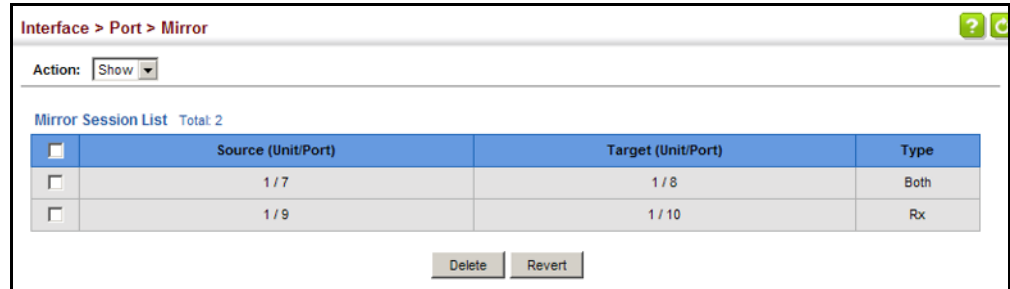 Interface > Port > Mirror
?
Action: Show
Mirror Session List Total: 2
Source (Unit/Port) Target (Unit/Port) Type
1 / 7 1 / 8 Both
1 / 9 1 / 10 Rx
Delete Revert